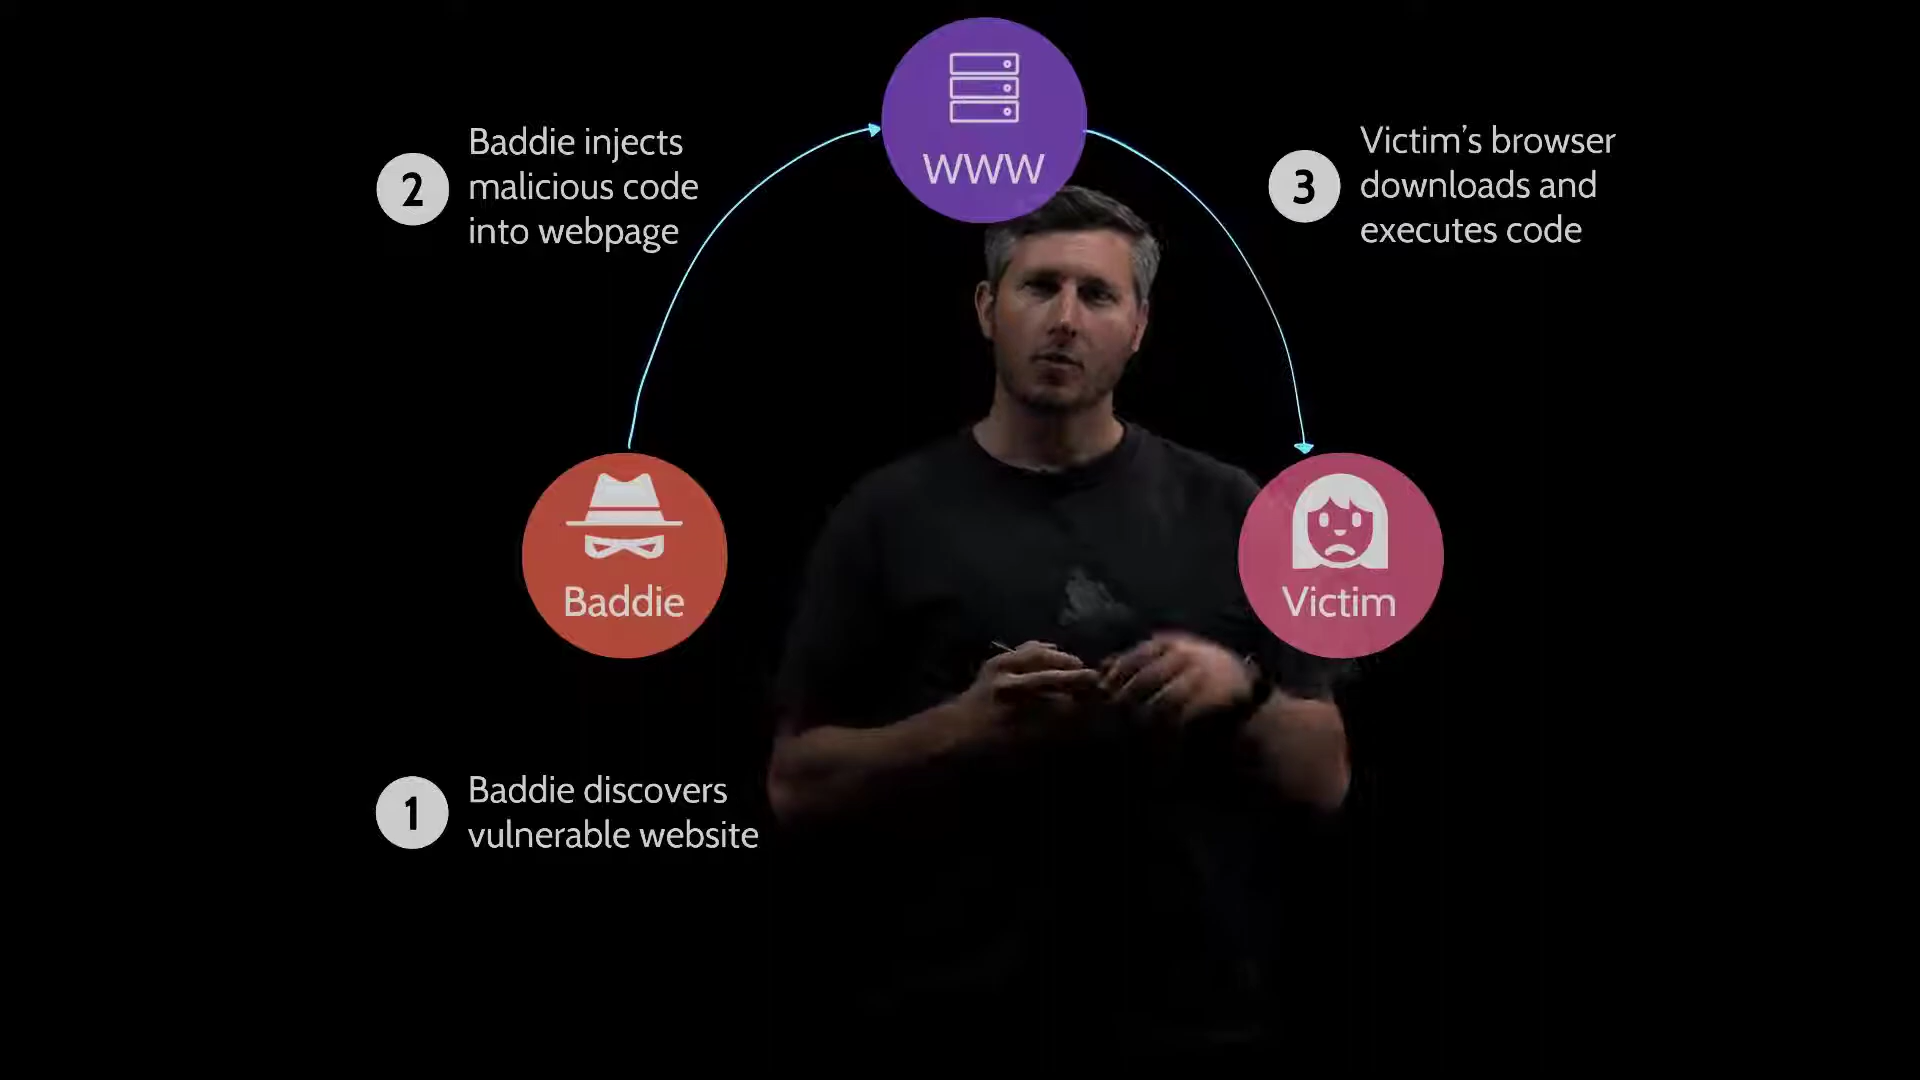 WWW
2
Baddie injects
malicious code
into webpage
3
Victim’s browser
downloads and
executes code
Baddie
Victim
1
Baddie discovers
vulnerable website